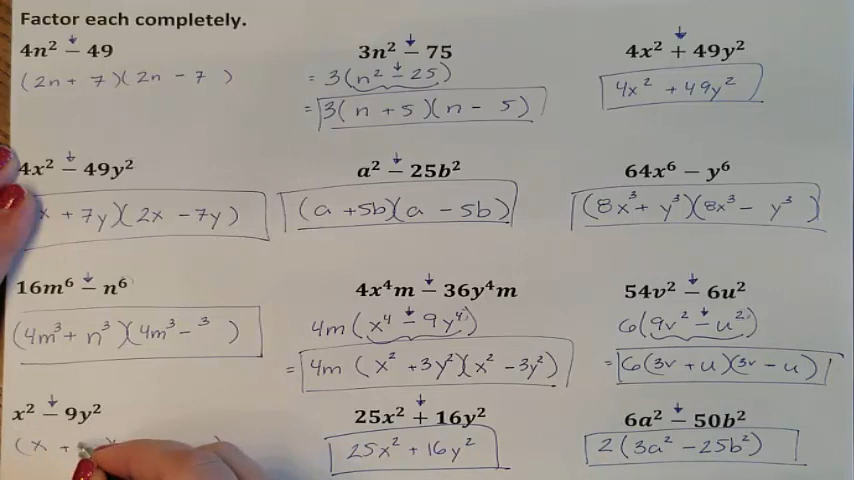 Factor each completely.
4n² − 49
(2n + 7)(2n − 7 )
3n² − 75
= 3(n² − 25)
= 3(n + 5)(n − 5)
4x² + 49y²
4x² + 49y²
4x² − 49y²
x + 7y)(2x − 7y)
a² − 25b²
(a + 5b)(a − 5b)
64x⁶ − y⁶
(8x³ + y³)(8x³ − y³ )
16m⁶ − n⁶
(4m³ + n³)(4m³ − ³ )
4x⁴m − 36y⁴m
4m(x⁴ − 9y⁴)
= 4m (x² + 3y²)(x² − 3y²)
54v² − 6u²
6(9v² − u²)
= 6(3v + u)(3v − u)
x² − 9y²
(x +
25x² + 16y²
25x² + 16y²
6a² − 50b²
2(3a² − 25b²)